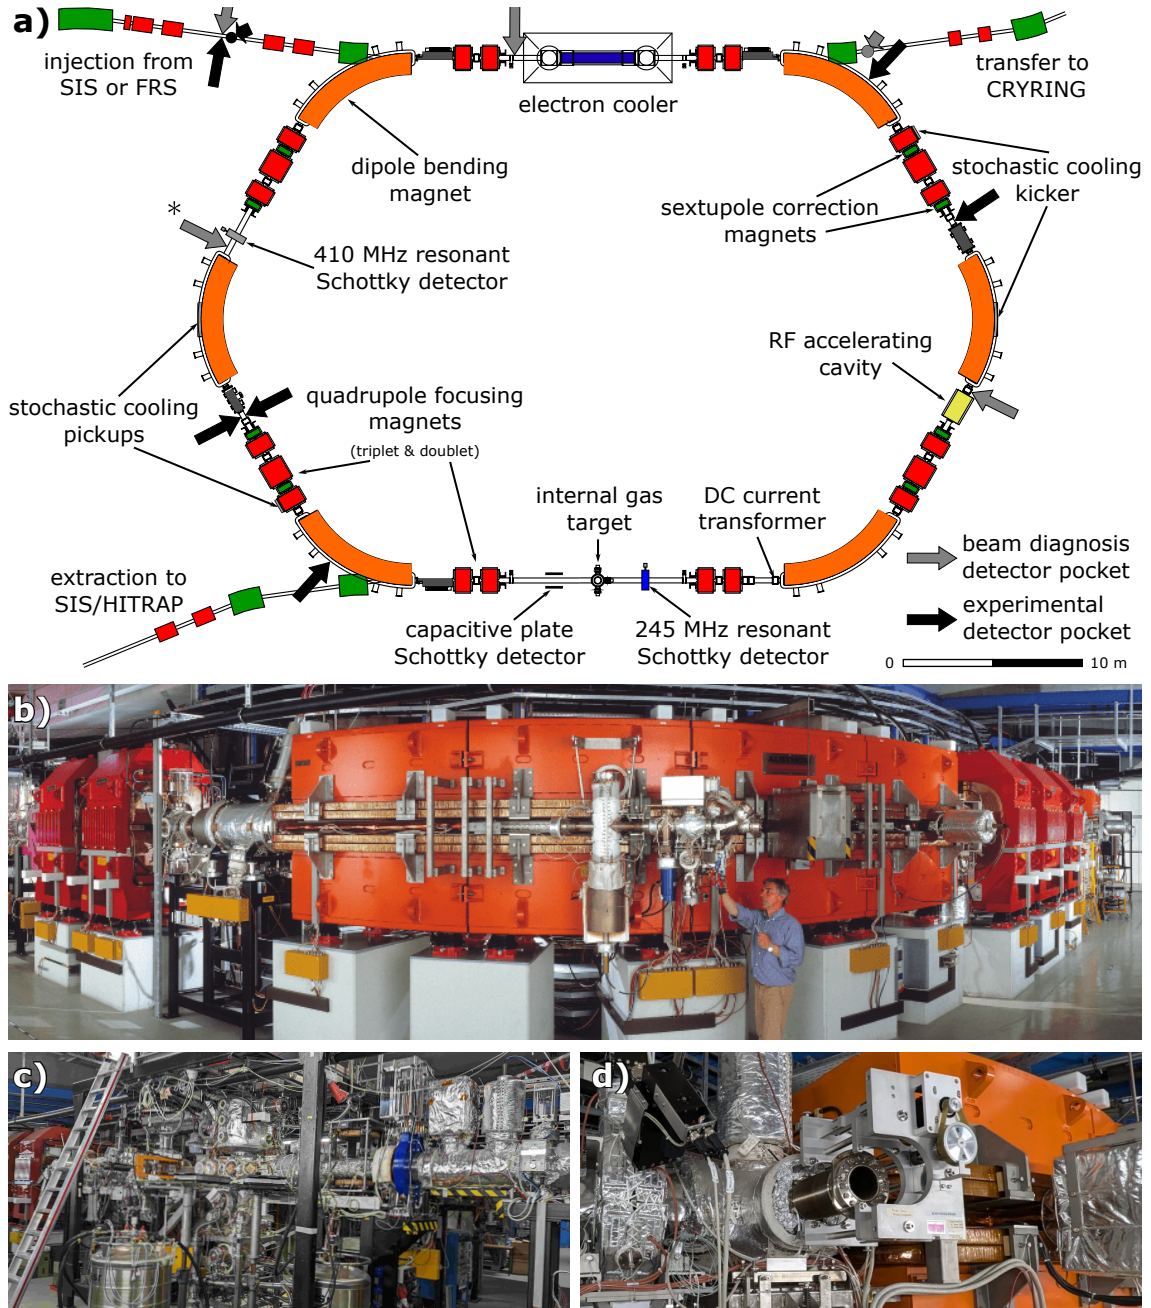 a)
injection from
SIS or FRS
electron cooler
transfer to
CRYRING
dipole bending
magnet
stochastic cooling
kicker
sextupole correction
magnets
*
410 MHz resonant
Schottky detector
RF accelerating
cavity
stochastic cooling
pickups
quadrupole focusing
magnets
(triplet & doublet)
internal gas
target
DC current
transformer
beam diagnosis
detector pocket
extraction to
SIS/HITRAP
experimental
detector pocket
capacitive plate
Schottky detector
245 MHz resonant
Schottky detector
0 10 m
b)
c)
d)